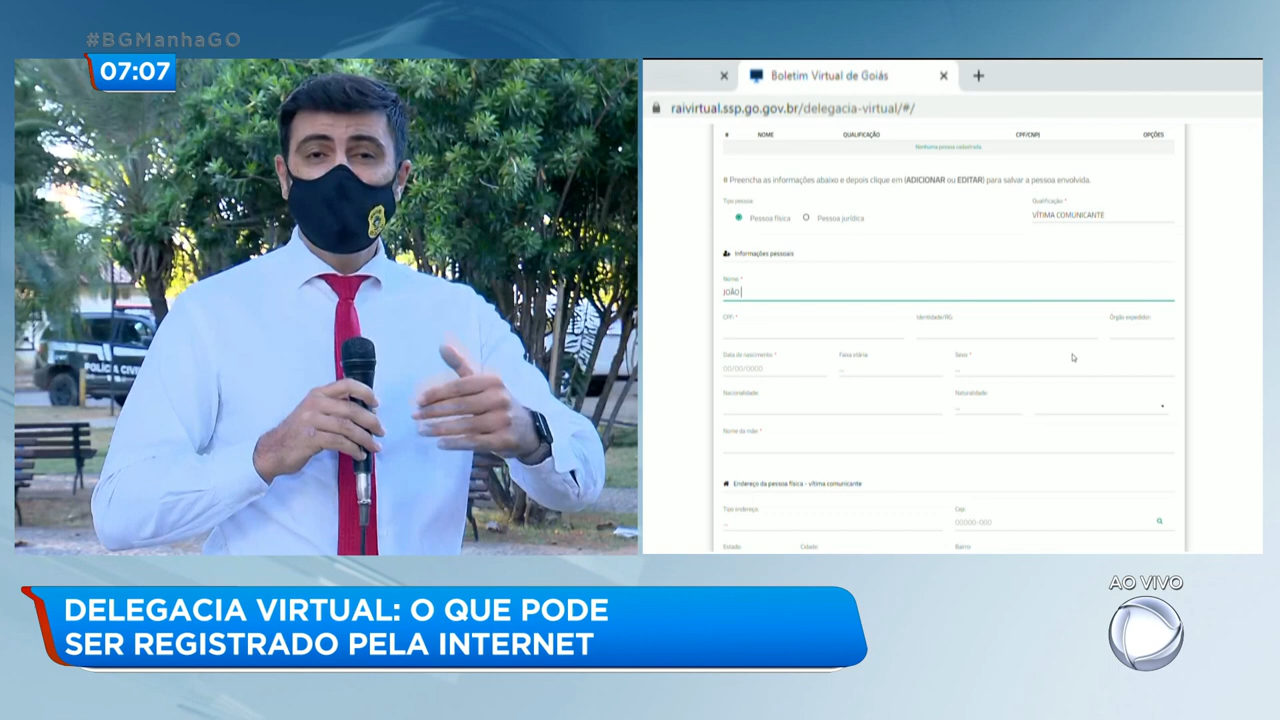 #BGManhaGO
07:07
Boletim Virtual de Goiás
raivirtual.ssp.go.gov.br/delegacia-virtual/#/
# NOME QUALIFICAÇÃO CPF/CNPJ OPÇÕES
Nenhuma pessoa cadastrada
# Preencha as informações abaixo e depois clique em (ADICIONAR ou EDITAR) para salvar a pessoa envolvida.
Tipo pessoa: Qualificação *
Pessoa física Pessoa jurídica VÍTIMA COMUNICANTE
Informações pessoais
Nome *
JOÃO
CPF: * Identidade/RG: Órgão expedidor:
Data de nascimento: * Faixa etária: Sexo *
00/00/0000 -- --
Nacionalidade: Naturalidade:
--
Nome da mãe: *
Endereço da pessoa física - vítima comunicante
Tipo endereço: Cep:
-- 00000-000
Estado: Cidade Bairro
POLÍCIA CIVIL
DELEGACIA VIRTUAL: O QUE PODE
SER REGISTRADO PELA INTERNET
AO VIVO